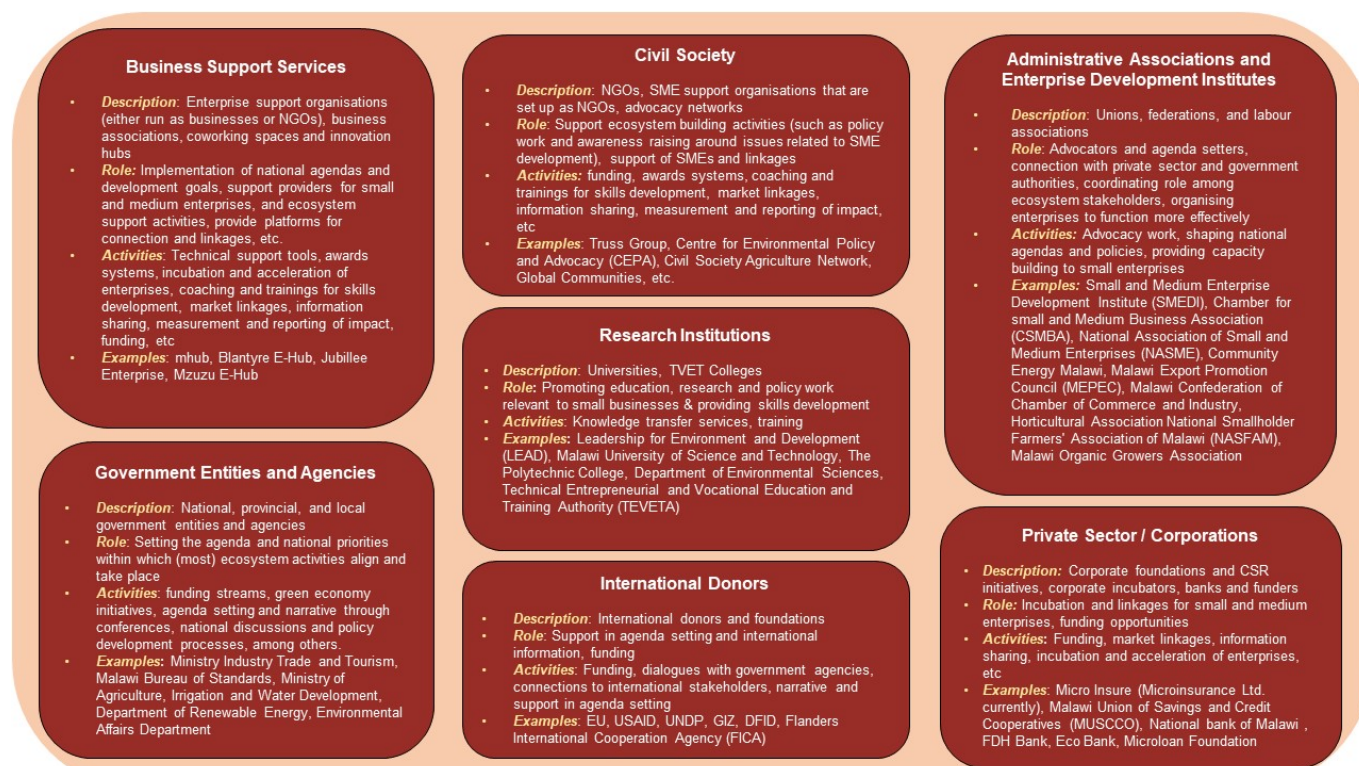 Business Support Services
• Description: Enterprise support organisations
(either run as businesses or NGOs), business
associations, coworking spaces and innovation
hubs
• Role: Implementation of national agendas and
development goals, support providers for small
and medium enterprises, and ecosystem
support activities, provide platforms for
connection and linkages, etc.
• Activities: Technical support tools, awards
systems, incubation and acceleration of
enterprises, coaching and trainings for skills
development, market linkages, information
sharing, measurement and reporting of impact,
funding, etc
• Examples: mhub, Blantyre E-Hub, Jubillee
Enterprise, Mzuzu E-Hub
Government Entities and Agencies
• Description: National, provincial, and local
government entities and agencies
• Role: Setting the agenda and national priorities
within which (most) ecosystem activities align and
take place
• Activities: funding streams, green economy
initiatives, agenda setting and narrative through
conferences, national discussions and policy
development processes, among others.
• Examples: Ministry Industry Trade and Tourism,
Malawi Bureau of Standards, Ministry of
Agriculture, Irrigation and Water Development,
Department of Renewable Energy, Environmental
Affairs Department
Civil Society
• Description: NGOs, SME support organisations that are
set up as NGOs, advocacy networks
• Role: Support ecosystem building activities (such as policy
work and awareness raising around issues related to SME
development), support of SMEs and linkages
• Activities: funding, awards systems, coaching and
trainings for skills development, market linkages,
information sharing, measurement and reporting of impact,
etc
• Examples: Truss Group, Centre for Environmental Policy
and Advocacy (CEPA), Civil Society Agriculture Network,
Global Communities, etc.
Research Institutions
• Description: Universities, TVET Colleges
• Role: Promoting education, research and policy work
relevant to small businesses & providing skills development
• Activities: Knowledge transfer services, training
• Examples: Leadership for Environment and Development
(LEAD), Malawi University of Science and Technology, The
Polytechnic College, Department of Environmental Sciences,
Technical Entrepreneurial and Vocational Education and
Training Authority (TEVETA)
International Donors
• Description: International donors and foundations
• Role: Support in agenda setting and international
information, funding
• Activities: Funding, dialogues with government agencies,
connections to international stakeholders, narrative and
support in agenda setting
• Examples: EU, USAID, UNDP, GIZ, DFID, Flanders
International Cooperation Agency (FICA)
Administrative Associations and
Enterprise Development Institutes
• Description: Unions, federations, and labour
associations
• Role: Advocators and agenda setters,
connection with private sector and government
authorities, coordinating role among
ecosystem stakeholders, organising
enterprises to function more effectively
• Activities: Advocacy work, shaping national
agendas and policies, providing capacity
building to small enterprises
• Examples: Small and Medium Enterprise
Development Institute (SMEDI), Chamber for
small and Medium Business Association
(CSMBA), National Association of Small and
Medium Enterprises (NASME), Community
Energy Malawi, Malawi Export Promotion
Council (MEPEC), Malawi Confederation of
Chamber of Commerce and Industry,
Horticultural Association National Smallholder
Farmers' Association of Malawi (NASFAM),
Malawi Organic Growers Association
Private Sector / Corporations
• Description: Corporate foundations and CSR
initiatives, corporate incubators, banks and funders
• Role: Incubation and linkages for small and medium
enterprises, funding opportunities
• Activities: Funding, market linkages, information
sharing, incubation and acceleration of enterprises,
etc
• Examples: Micro Insure (Microinsurance Ltd.
currently), Malawi Union of Savings and Credit
Cooperatives (MUSCCO), National bank of Malawi ,
FDH Bank, Eco Bank, Microloan Foundation